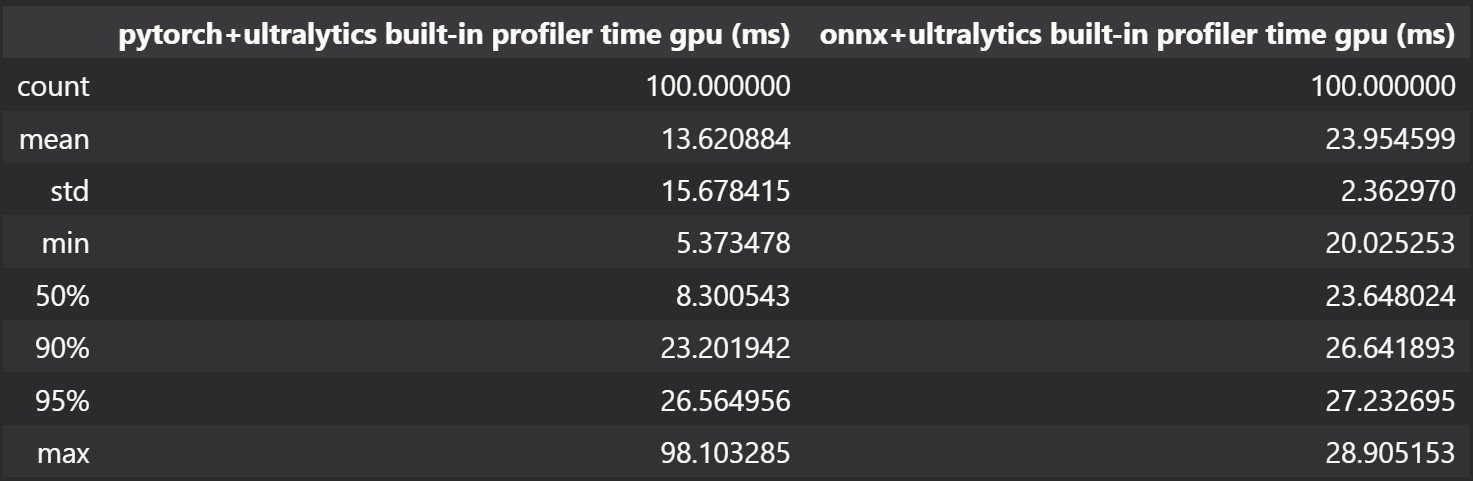 pytorch+ultralytics built-in profiler time gpu (ms) onnx+ultralytics built-in profiler time gpu (ms)
count 100.000000 100.000000
mean 13.620884 23.954599
std 15.678415 2.362970
min 5.373478 20.025253
50% 8.300543 23.648024
90% 23.201942 26.641893
95% 26.564956 27.232695
max 98.103285 28.905153